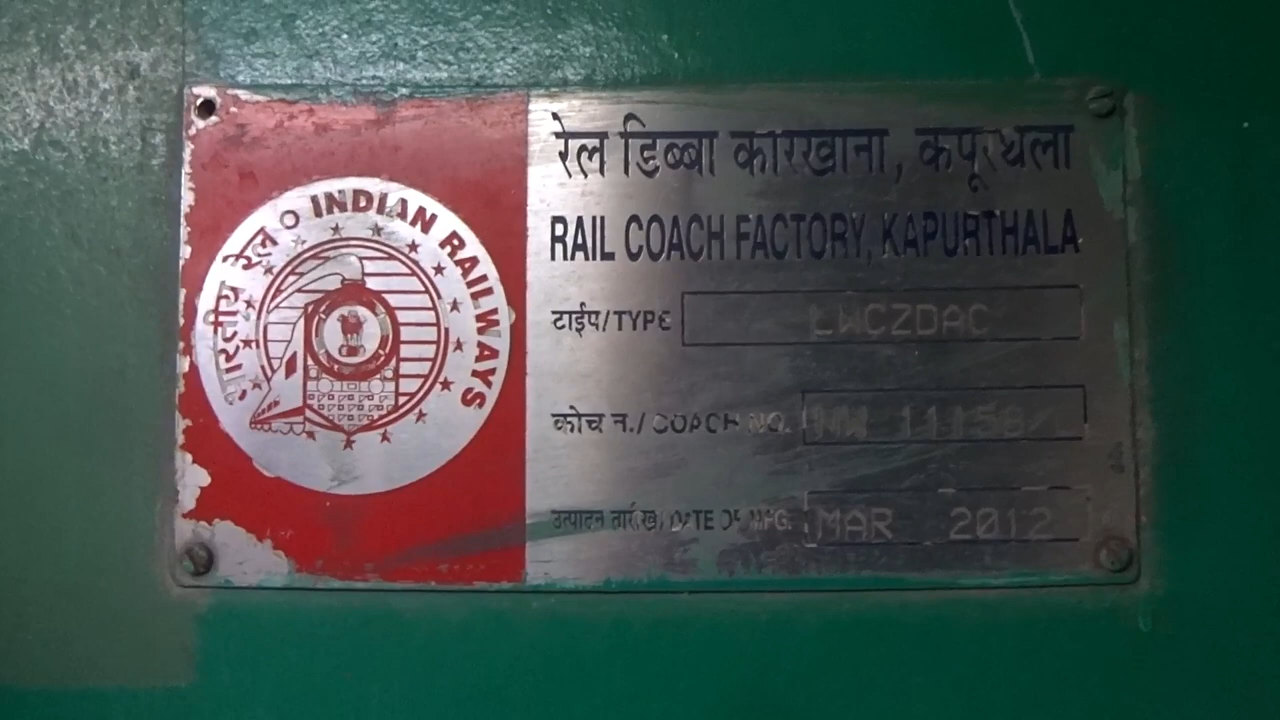 भारतीय रेल ○ INDIAN RAILWAYS
रेल डिब्बा कारखाना, कपूरथला
RAIL COACH FACTORY, KAPURTHALA
टाईप/TYPE LWCZDAC
कोच न./COACH NO. MW 11158
उत्पादन तारीख/DATE OF MFG. MAR 2012